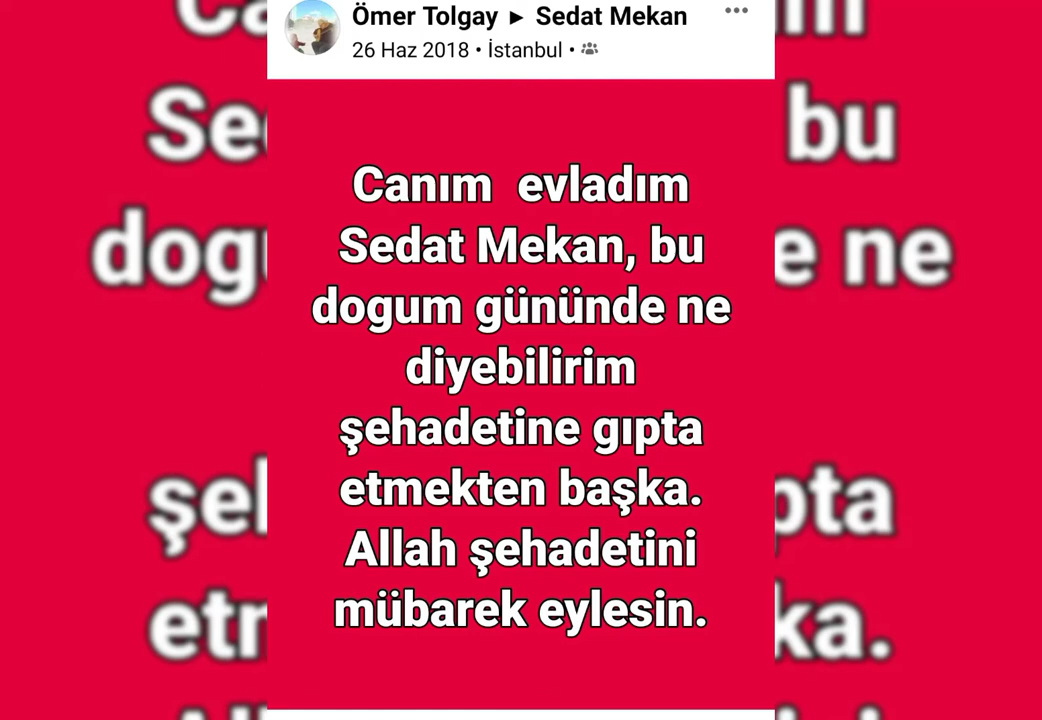 Ömer Tolgay ► Sedat Mekan
26 Haz 2018 • İstanbul •
Canım evladım
Sedat Mekan, bu
dogum gününde ne
diyebilirim
şehadetine gıpta
etmekten başka.
Allah şehadetini
mübarek eylesin.